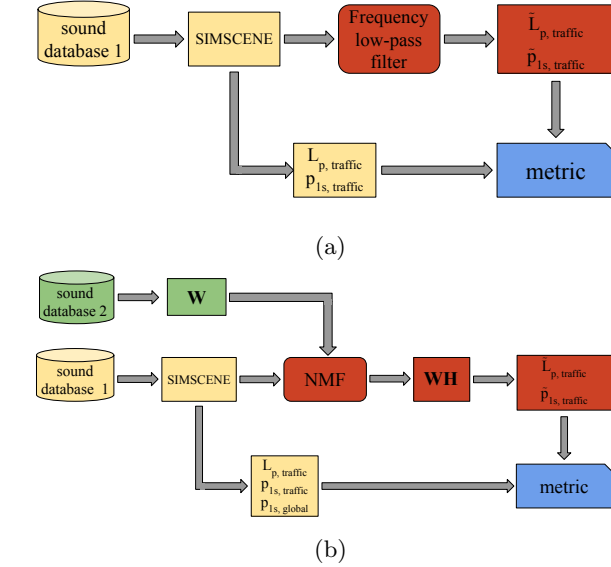 sound
database 1
SIMSCENE
Frequency
low-pass
filter
L̃p, traffic
p̃1s, traffic
Lp, traffic
p1s, traffic
metric
(a)
sound
database 2
W
sound
database 1
SIMSCENE
NMF
WH
L̃p, traffic
p̃1s, traffic
Lp, traffic
p1s, traffic
p1s, global
metric
(b)